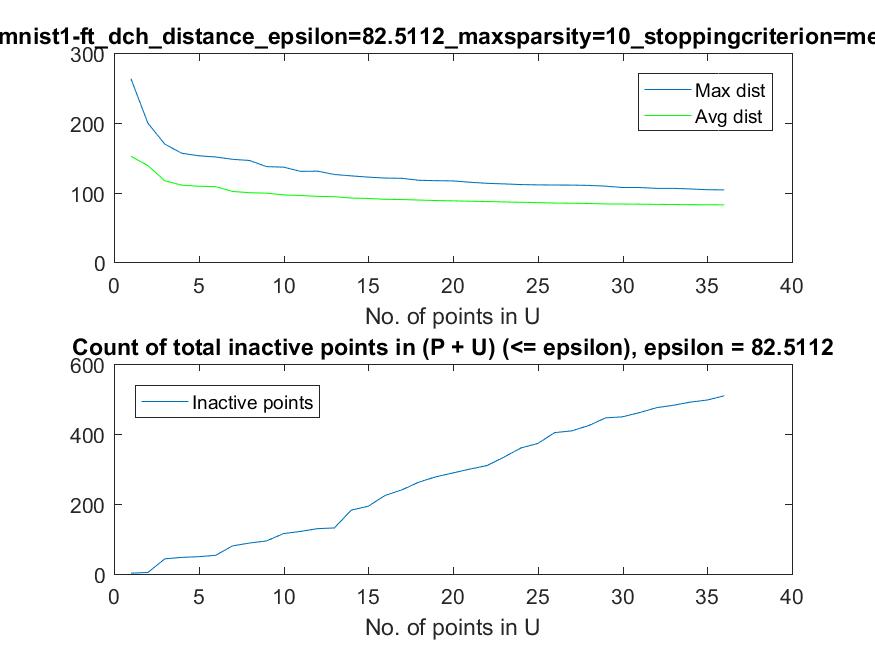 mnist1-ft_dch_distance_epsilon=82.5112_maxsparsity=10_stoppingcriterion=me
300
200
100
0
Max dist
Avg dist
0 5 10 15 20 25 30 35 40
No. of points in U
Count of total inactive points in (P + U) (<= epsilon), epsilon = 82.5112
600
400
200
0
Inactive points
0 5 10 15 20 25 30 35 40
No. of points in U